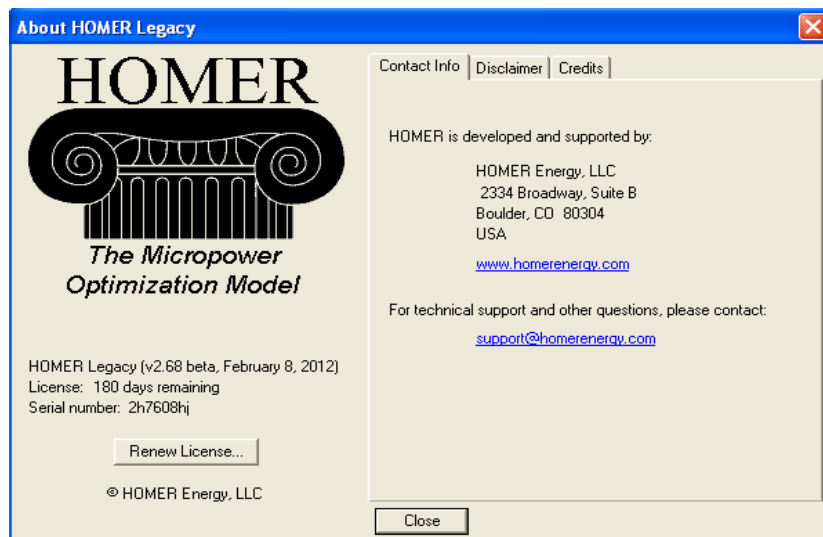 About HOMER Legacy
HOMER
The Micropower
Optimization Model
HOMER Legacy (v2.68 beta, February 8, 2012)
License: 180 days remaining
Serial number: 2h7608hj
Renew License...
© HOMER Energy, LLC
Contact Info
Disclaimer
Credits
HOMER is developed and supported by:
HOMER Energy, LLC
2334 Broadway, Suite B
Boulder, CO 80304
USA
www.homerenergy.com
For technical support and other questions, please contact:
support@homerenergy.com
Close